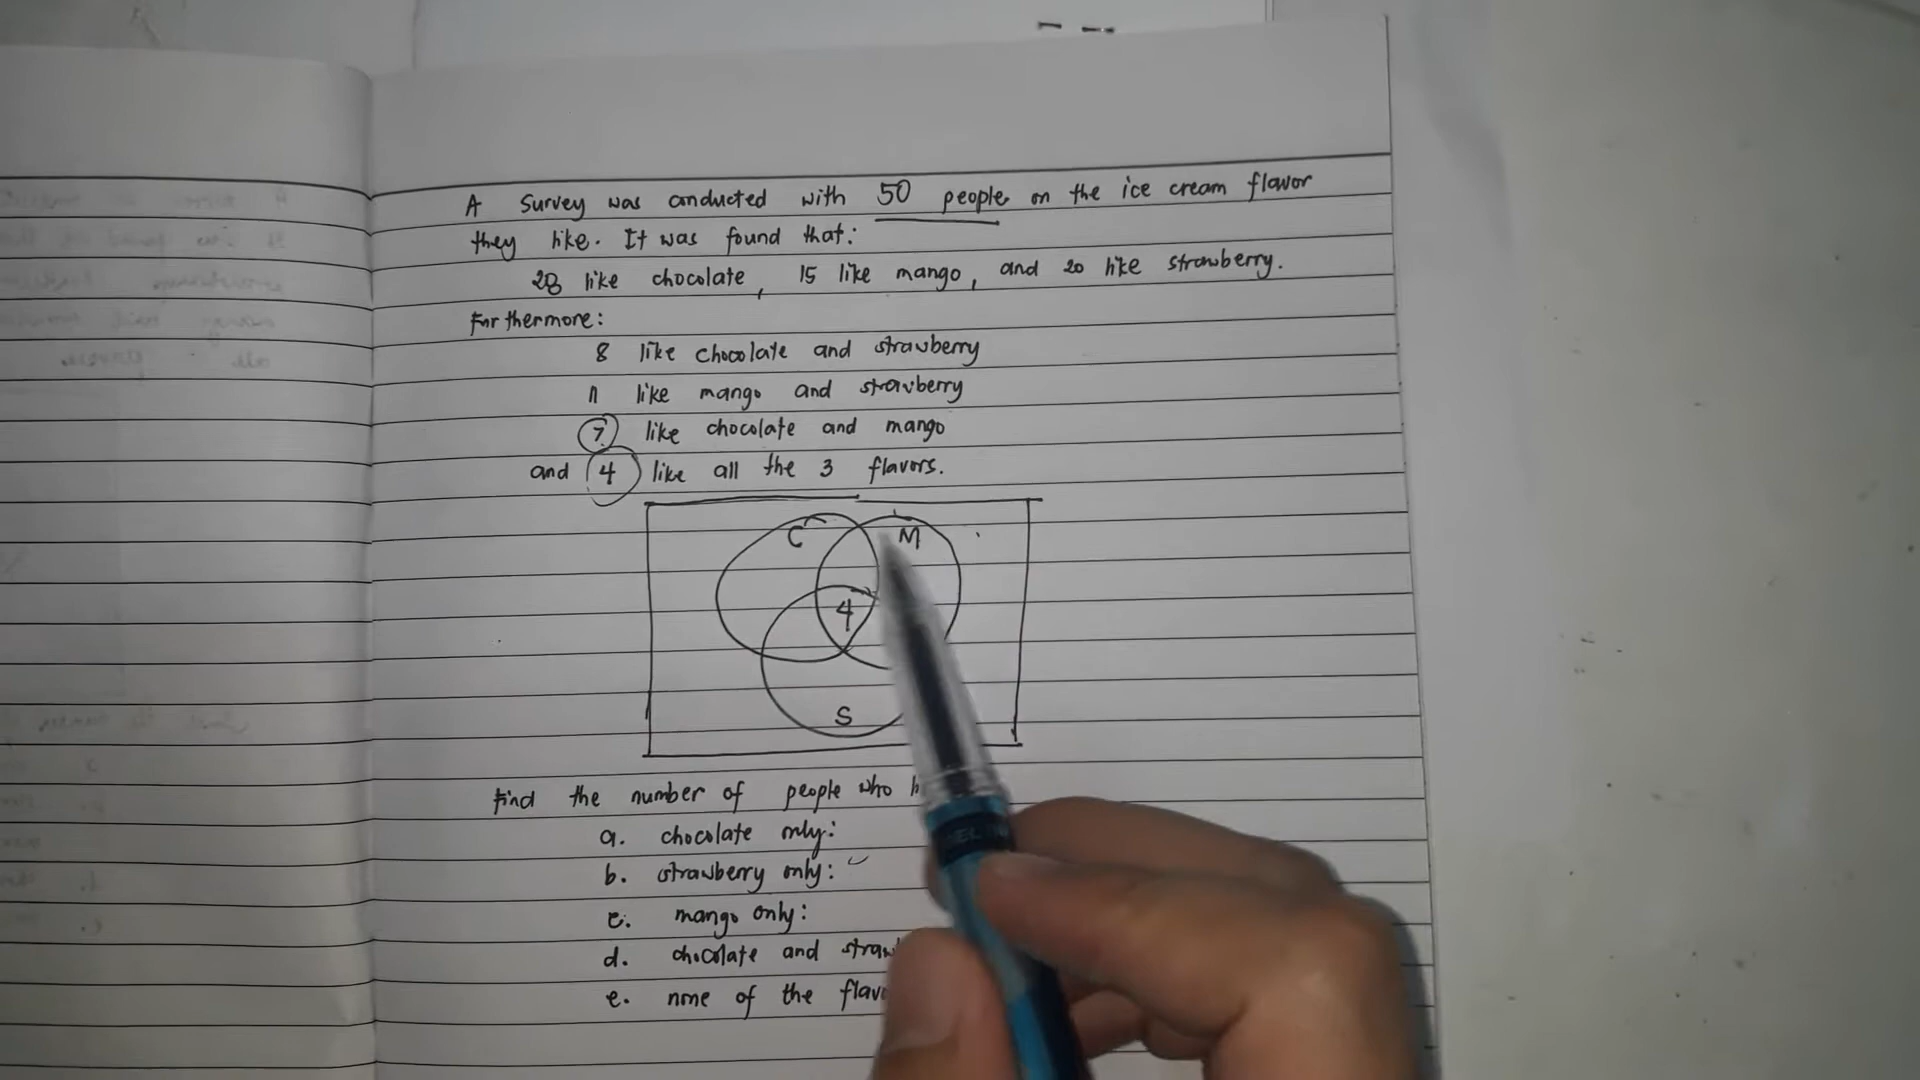 A survey was conducted with 50 people on the ice cream flavor
they like. It was found that:
28 like chocolate, 15 like mango, and 20 like strawberry.
Furthermore:
8 like chocolate and strawberry
11 like mango and strawberry
7 like chocolate and mango
and 4 like all the 3 flavors.
C M
4
S
Find the number of people who
a. chocolate only:
b. strawberry only:
c. mango only:
d. chocolate and
e. none of the